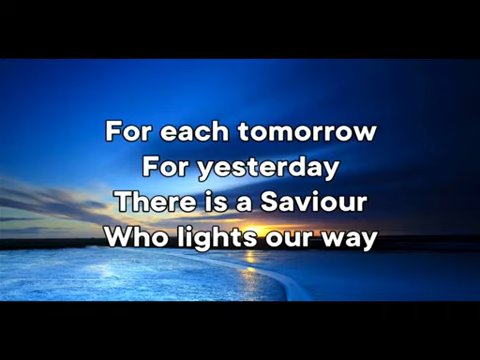 For each tomorrow
For yesterday
There is a Saviour
Who lights our way